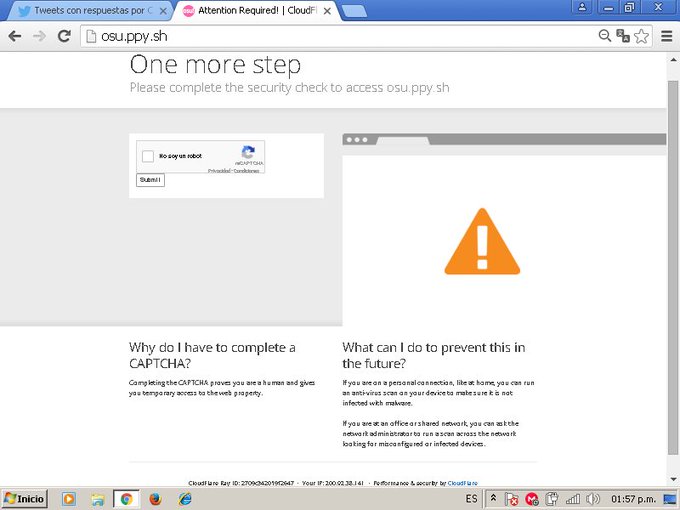 Tweets con respuestas por C
Attention Required! | CloudFl
osu.ppy.sh
One more step
Please complete the security check to access osu.ppy.sh
No soy un robot
reCAPTCHA
Privacidad - Condiciones
Submit
Why do I have to complete a
CAPTCHA?
Completing the CAPTCHA proves you are a human and gives
you temporary access to the web property.
What can I do to prevent this in
the future?
If you are on a personal connection, like at home, you can run
an anti-virus scan on your device to make sure it is not
infected with malware.
If you are at an office or shared network, you can ask the
network administrator to run a scan across the network
looking for misconfigured or infected devices.
CloudFlare Ray ID: • Your IP: • Performance & security by CloudFlare
Inicio
ES
01:57 p.m.